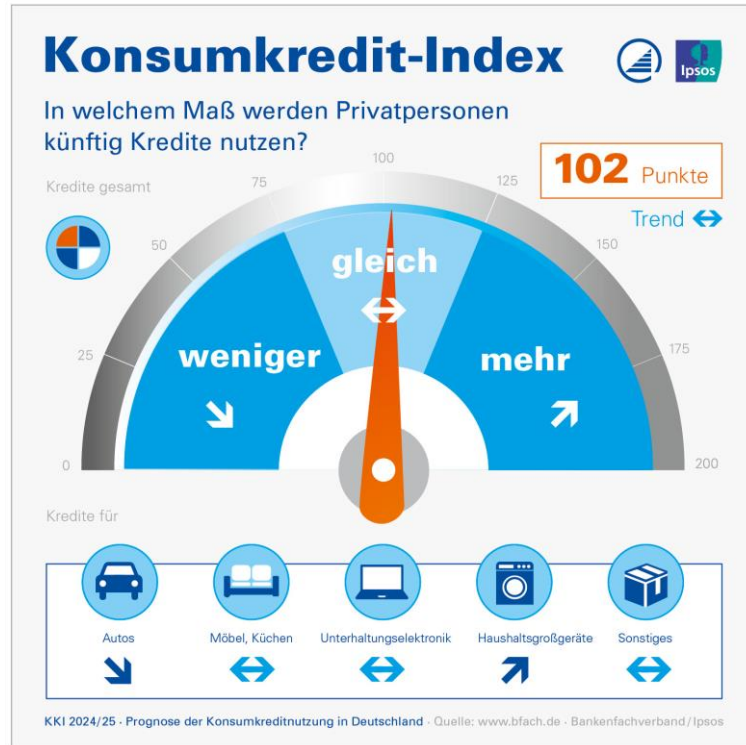 Konsumkredit-Index
Ipsos
In welchem Maß werden Privatpersonen
künftig Kredite nutzen?
102 Punkte
Trend
Kredite gesamt
0
25
50
75
100
125
150
175
200
weniger
gleich
mehr
Kredite für
Autos
Möbel, Küchen
Unterhaltungselektronik
Haushaltsgroßgeräte
Sonstiges
KKI 2024/25 · Prognose der Konsumkreditnutzung in Deutschland · Quelle: www.bfach.de · Bankenfachverband/Ipsos